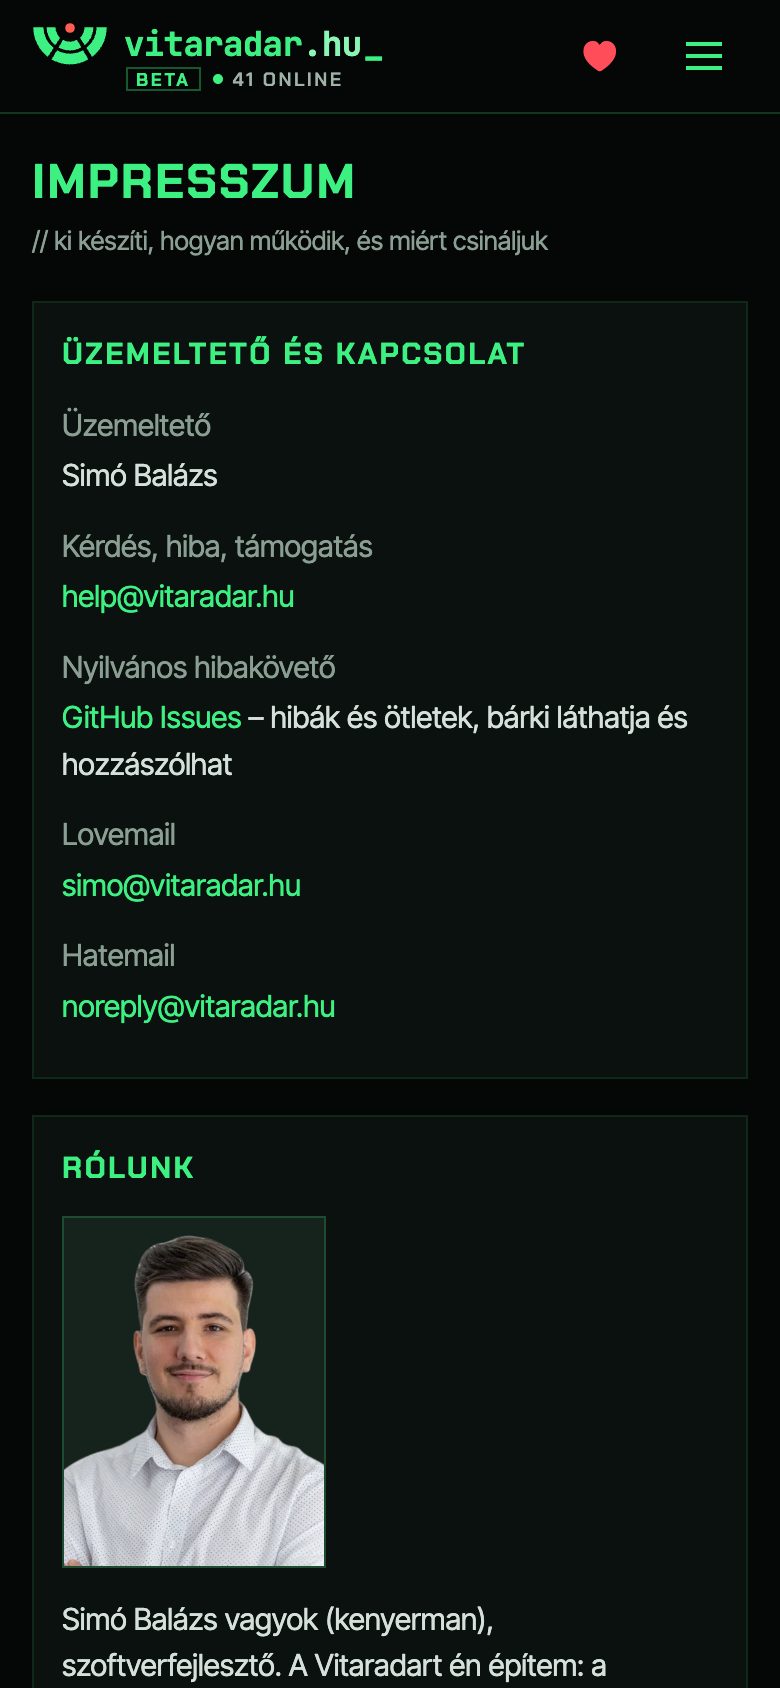 vitaradar.hu_
BETA ● 41 ONLINE
IMPRESSZUM
// ki készíti, hogyan működik, és miért csináljuk
ÜZEMELTETŐ ÉS KAPCSOLAT
Üzemeltető
Simó Balázs
Kérdés, hiba, támogatás
help@vitaradar.hu
Nyilvános hibakövető
GitHub Issues – hibák és ötletek, bárki láthatja és
hozzászólhat
Lovemail
simo@vitaradar.hu
Hatemail
noreply@vitaradar.hu
RÓLUNK
Simó Balázs vagyok (kenyerman),
szoftverfejlesztő. A Vitaradart én építem: a